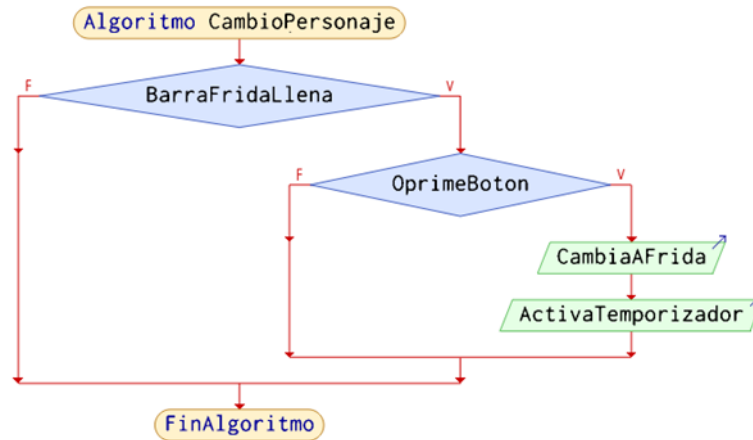 Algoritmo CambioPersonaje
F
V
BarraFridaLlena
F
V
OprimeBoton
CambiaAFrida
ActivaTemporizador
FinAlgoritmo